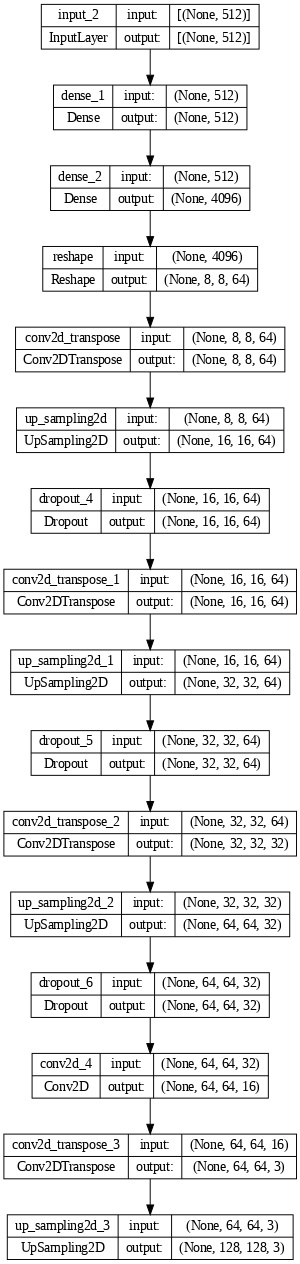 input_2 input: [(None, 512)]
InputLayer output: [(None, 512)]
dense_1 input: (None, 512)
Dense output: (None, 512)
dense_2 input: (None, 512)
Dense output: (None, 4096)
reshape input: (None, 4096)
Reshape output: (None, 8, 8, 64)
conv2d_transpose input: (None, 8, 8, 64)
Conv2DTranspose output: (None, 8, 8, 64)
up_sampling2d input: (None, 8, 8, 64)
UpSampling2D output: (None, 16, 16, 64)
dropout_4 input: (None, 16, 16, 64)
Dropout output: (None, 16, 16, 64)
conv2d_transpose_1 input: (None, 16, 16, 64)
Conv2DTranspose output: (None, 16, 16, 64)
up_sampling2d_1 input: (None, 16, 16, 64)
UpSampling2D output: (None, 32, 32, 64)
dropout_5 input: (None, 32, 32, 64)
Dropout output: (None, 32, 32, 64)
conv2d_transpose_2 input: (None, 32, 32, 64)
Conv2DTranspose output: (None, 32, 32, 32)
up_sampling2d_2 input: (None, 32, 32, 32)
UpSampling2D output: (None, 64, 64, 32)
dropout_6 input: (None, 64, 64, 32)
Dropout output: (None, 64, 64, 32)
conv2d_4 input: (None, 64, 64, 32)
Conv2D output: (None, 64, 64, 16)
conv2d_transpose_3 input: (None, 64, 64, 16)
Conv2DTranspose output: (None, 64, 64, 3)
up_sampling2d_3 input: (None, 64, 64, 3)
UpSampling2D output: (None, 128, 128, 3)